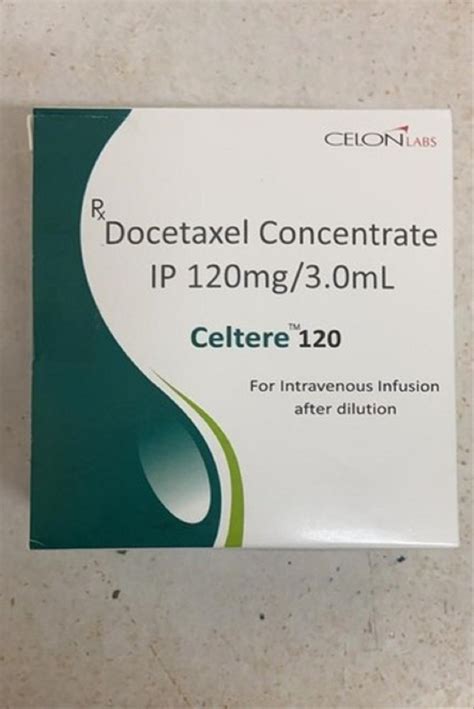 CELON LABS
Rx
Docetaxel Concentrate
IP 120mg/3.0mL
Celtere™ 120
For Intravenous Infusion
after dilution